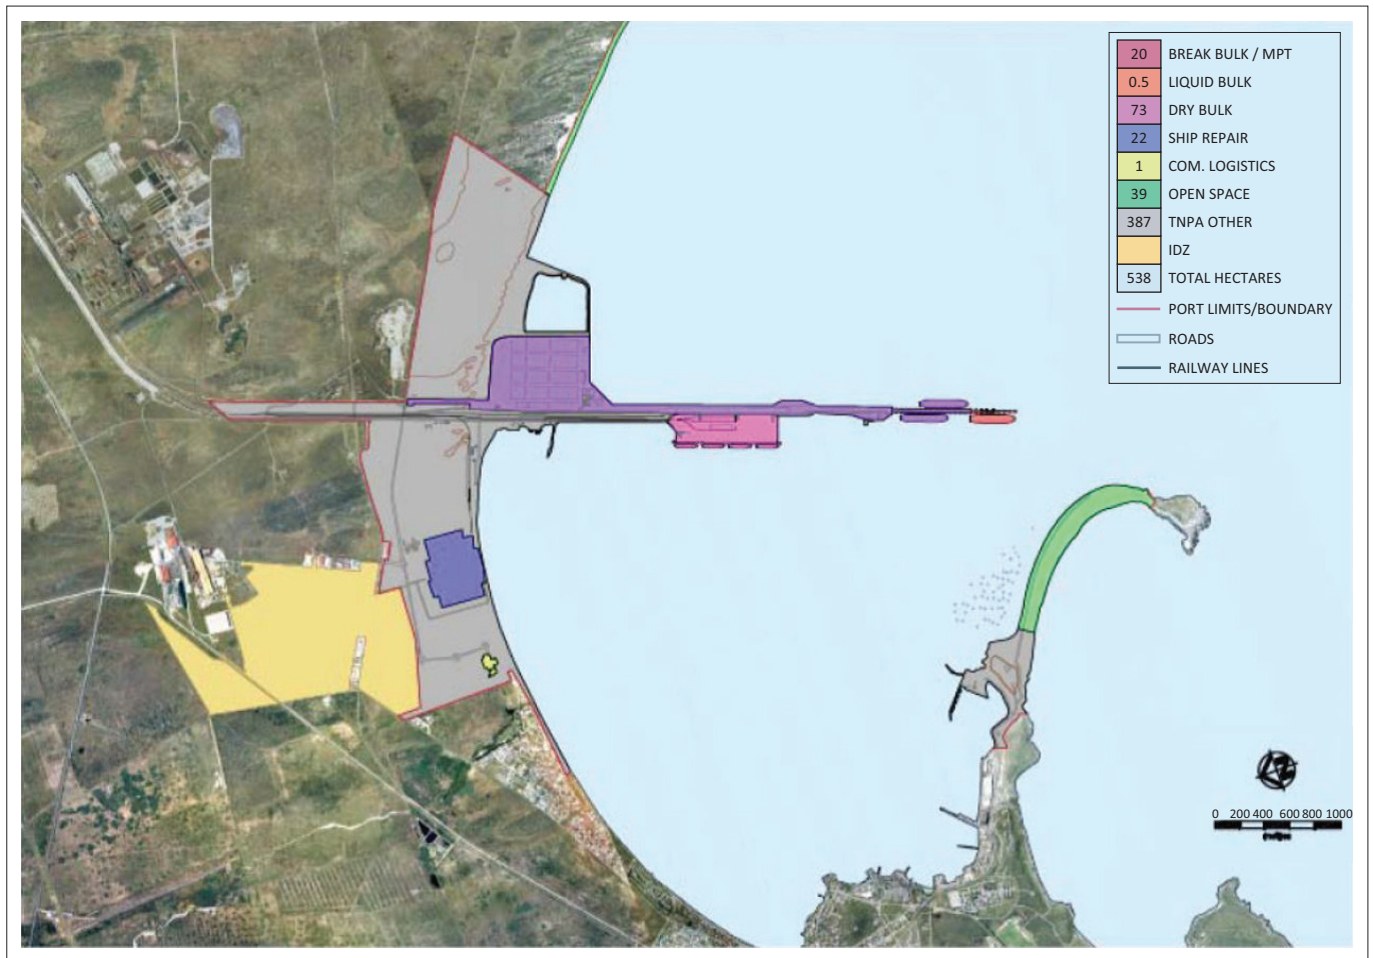 20 BREAK BULK / MPT
0.5 LIQUID BULK
73 DRY BULK
22 SHIP REPAIR
1 COM. LOGISTICS
39 OPEN SPACE
387 TNPA OTHER
IDZ
538 TOTAL HECTARES
PORT LIMITS/BOUNDARY
ROADS
RAILWAY LINES
0 200 400 600 800 1000